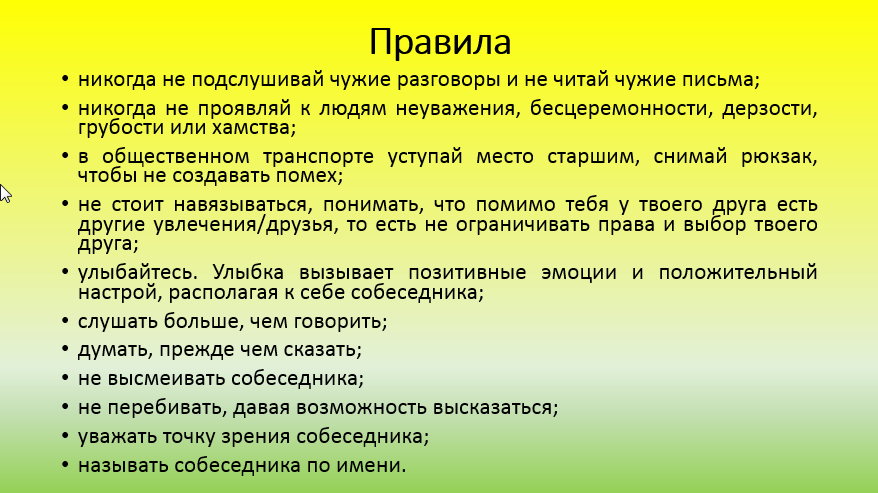 Правила
• никогда не подслушивай чужие разговоры и не читай чужие письма;
• никогда не проявляй к людям неуважения, бесцеремонности, дерзости,
грубости или хамства;
• в общественном транспорте уступай место старшим, снимай рюкзак,
чтобы не создавать помех;
• не стоит навязываться, понимать, что помимо тебя у твоего друга есть
другие увлечения/друзья, то есть не ограничивать права и выбор твоего
друга;
• улыбайтесь. Улыбка вызывает позитивные эмоции и положительный
настрой, располагая к себе собеседника;
• слушать больше, чем говорить;
• думать, прежде чем сказать;
• не высмеивать собеседника;
• не перебивать, давая возможность высказаться;
• уважать точку зрения собеседника;
• называть собеседника по имени.